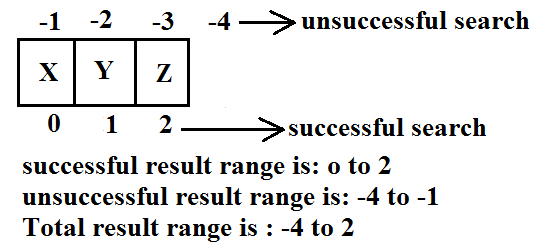 -1 -2 -3 -4 unsuccessful search
X Y Z
0 1 2 successful search
successful result range is: o to 2
unsuccessful result range is: -4 to -1
Total result range is : -4 to 2